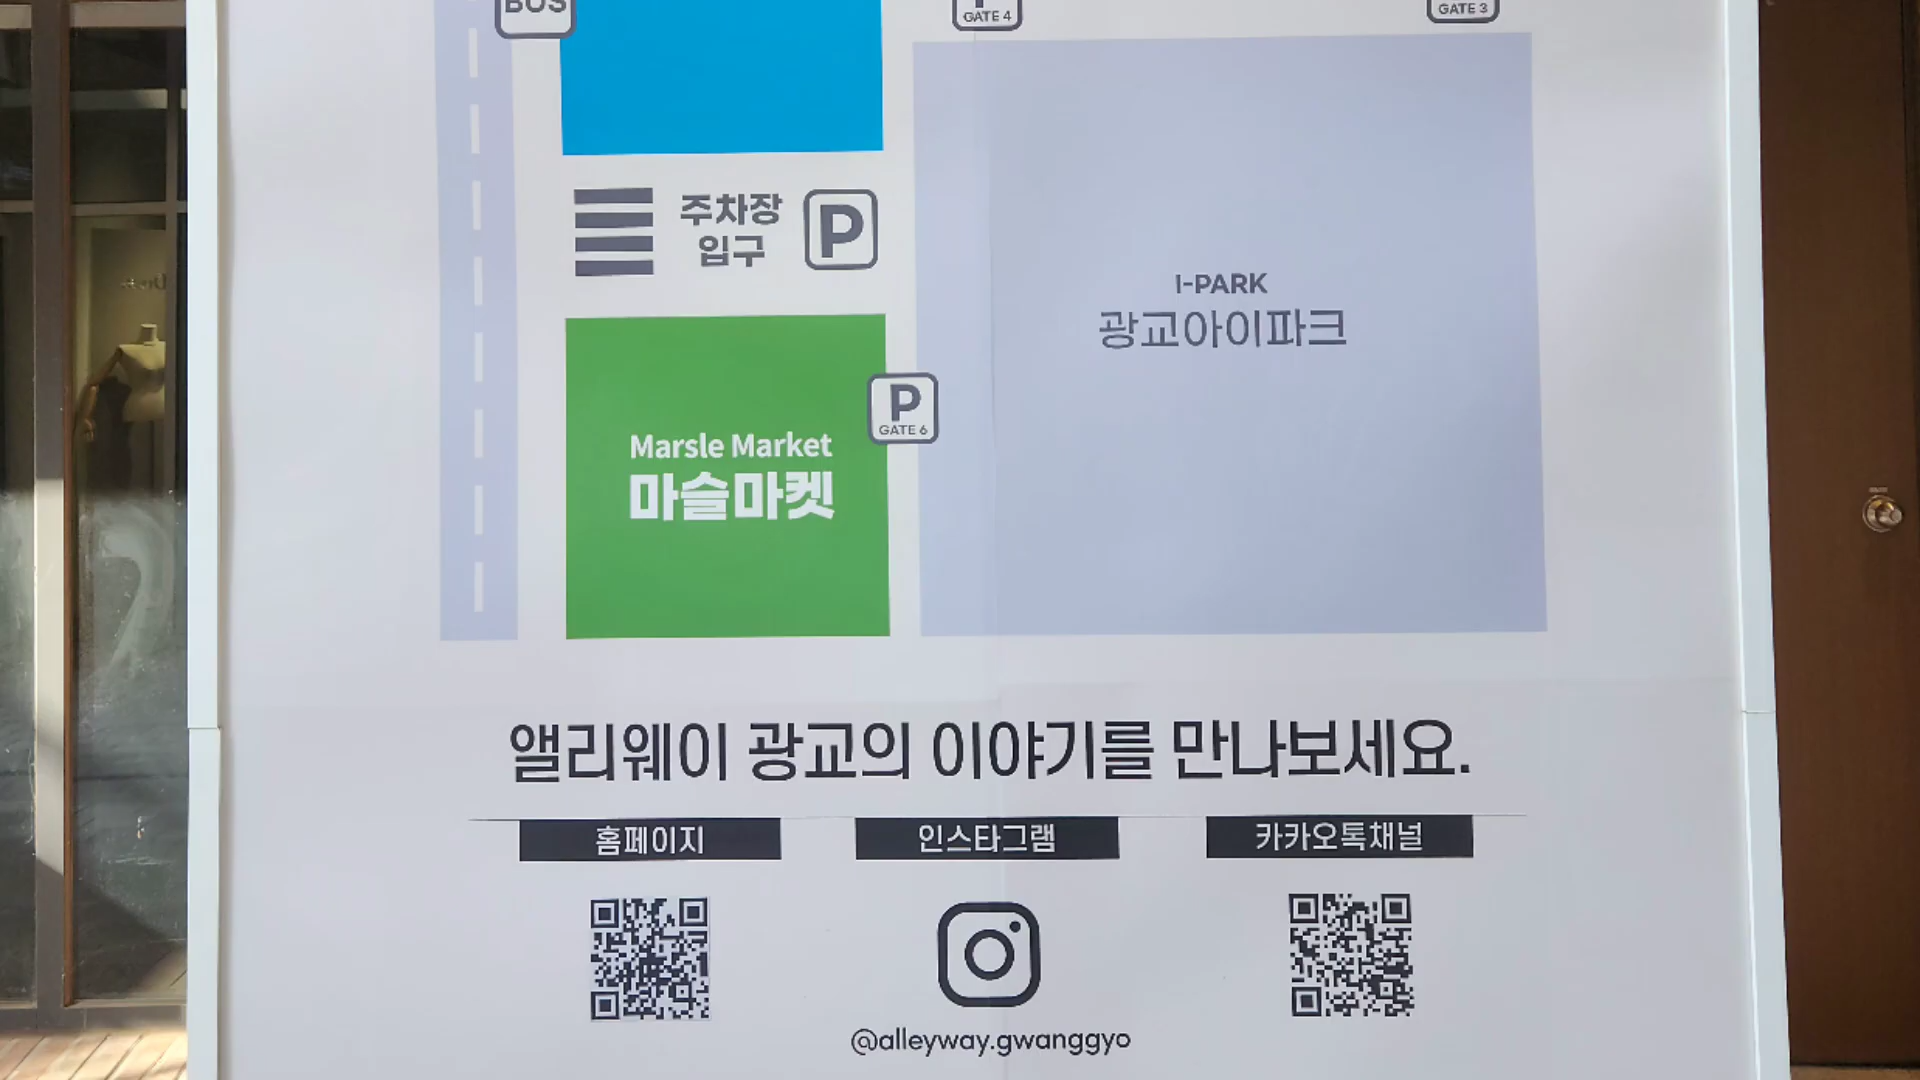 BUS
GATE 4
GATE 3
주차장
입구
P
I-PARK
광교아이파크
P
GATE 6
Marsle Market
마슬마켓
앨리웨이 광교의 이야기를 만나보세요.
홈페이지
인스타그램
카카오톡채널
@alleyway.gwanggyo